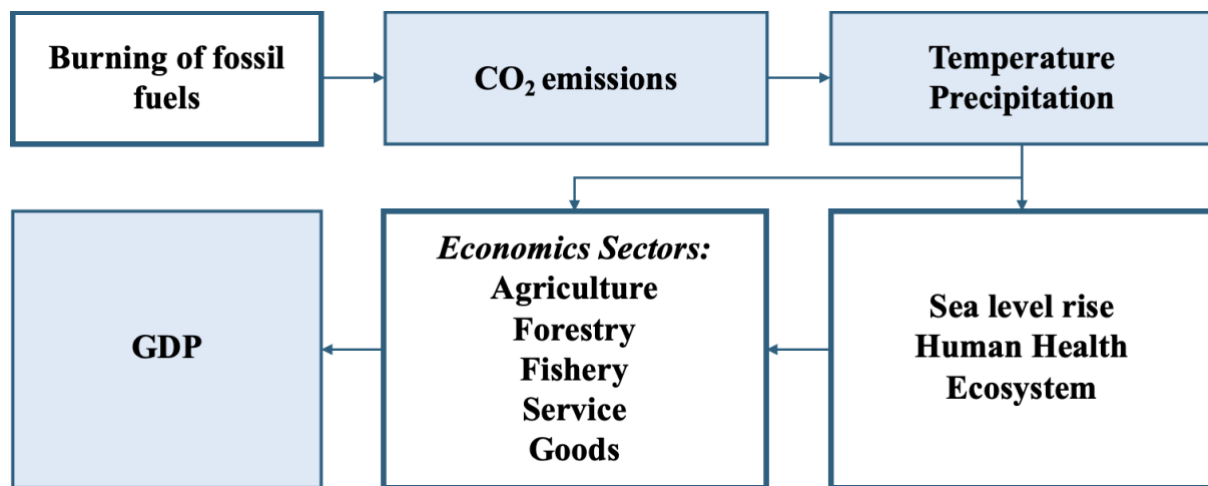 Burning of fossil
fuels
CO₂ emissions
Temperature
Precipitation
GDP
Economics Sectors:
Agriculture
Forestry
Fishery
Service
Goods
Sea level rise
Human Health
Ecosystem